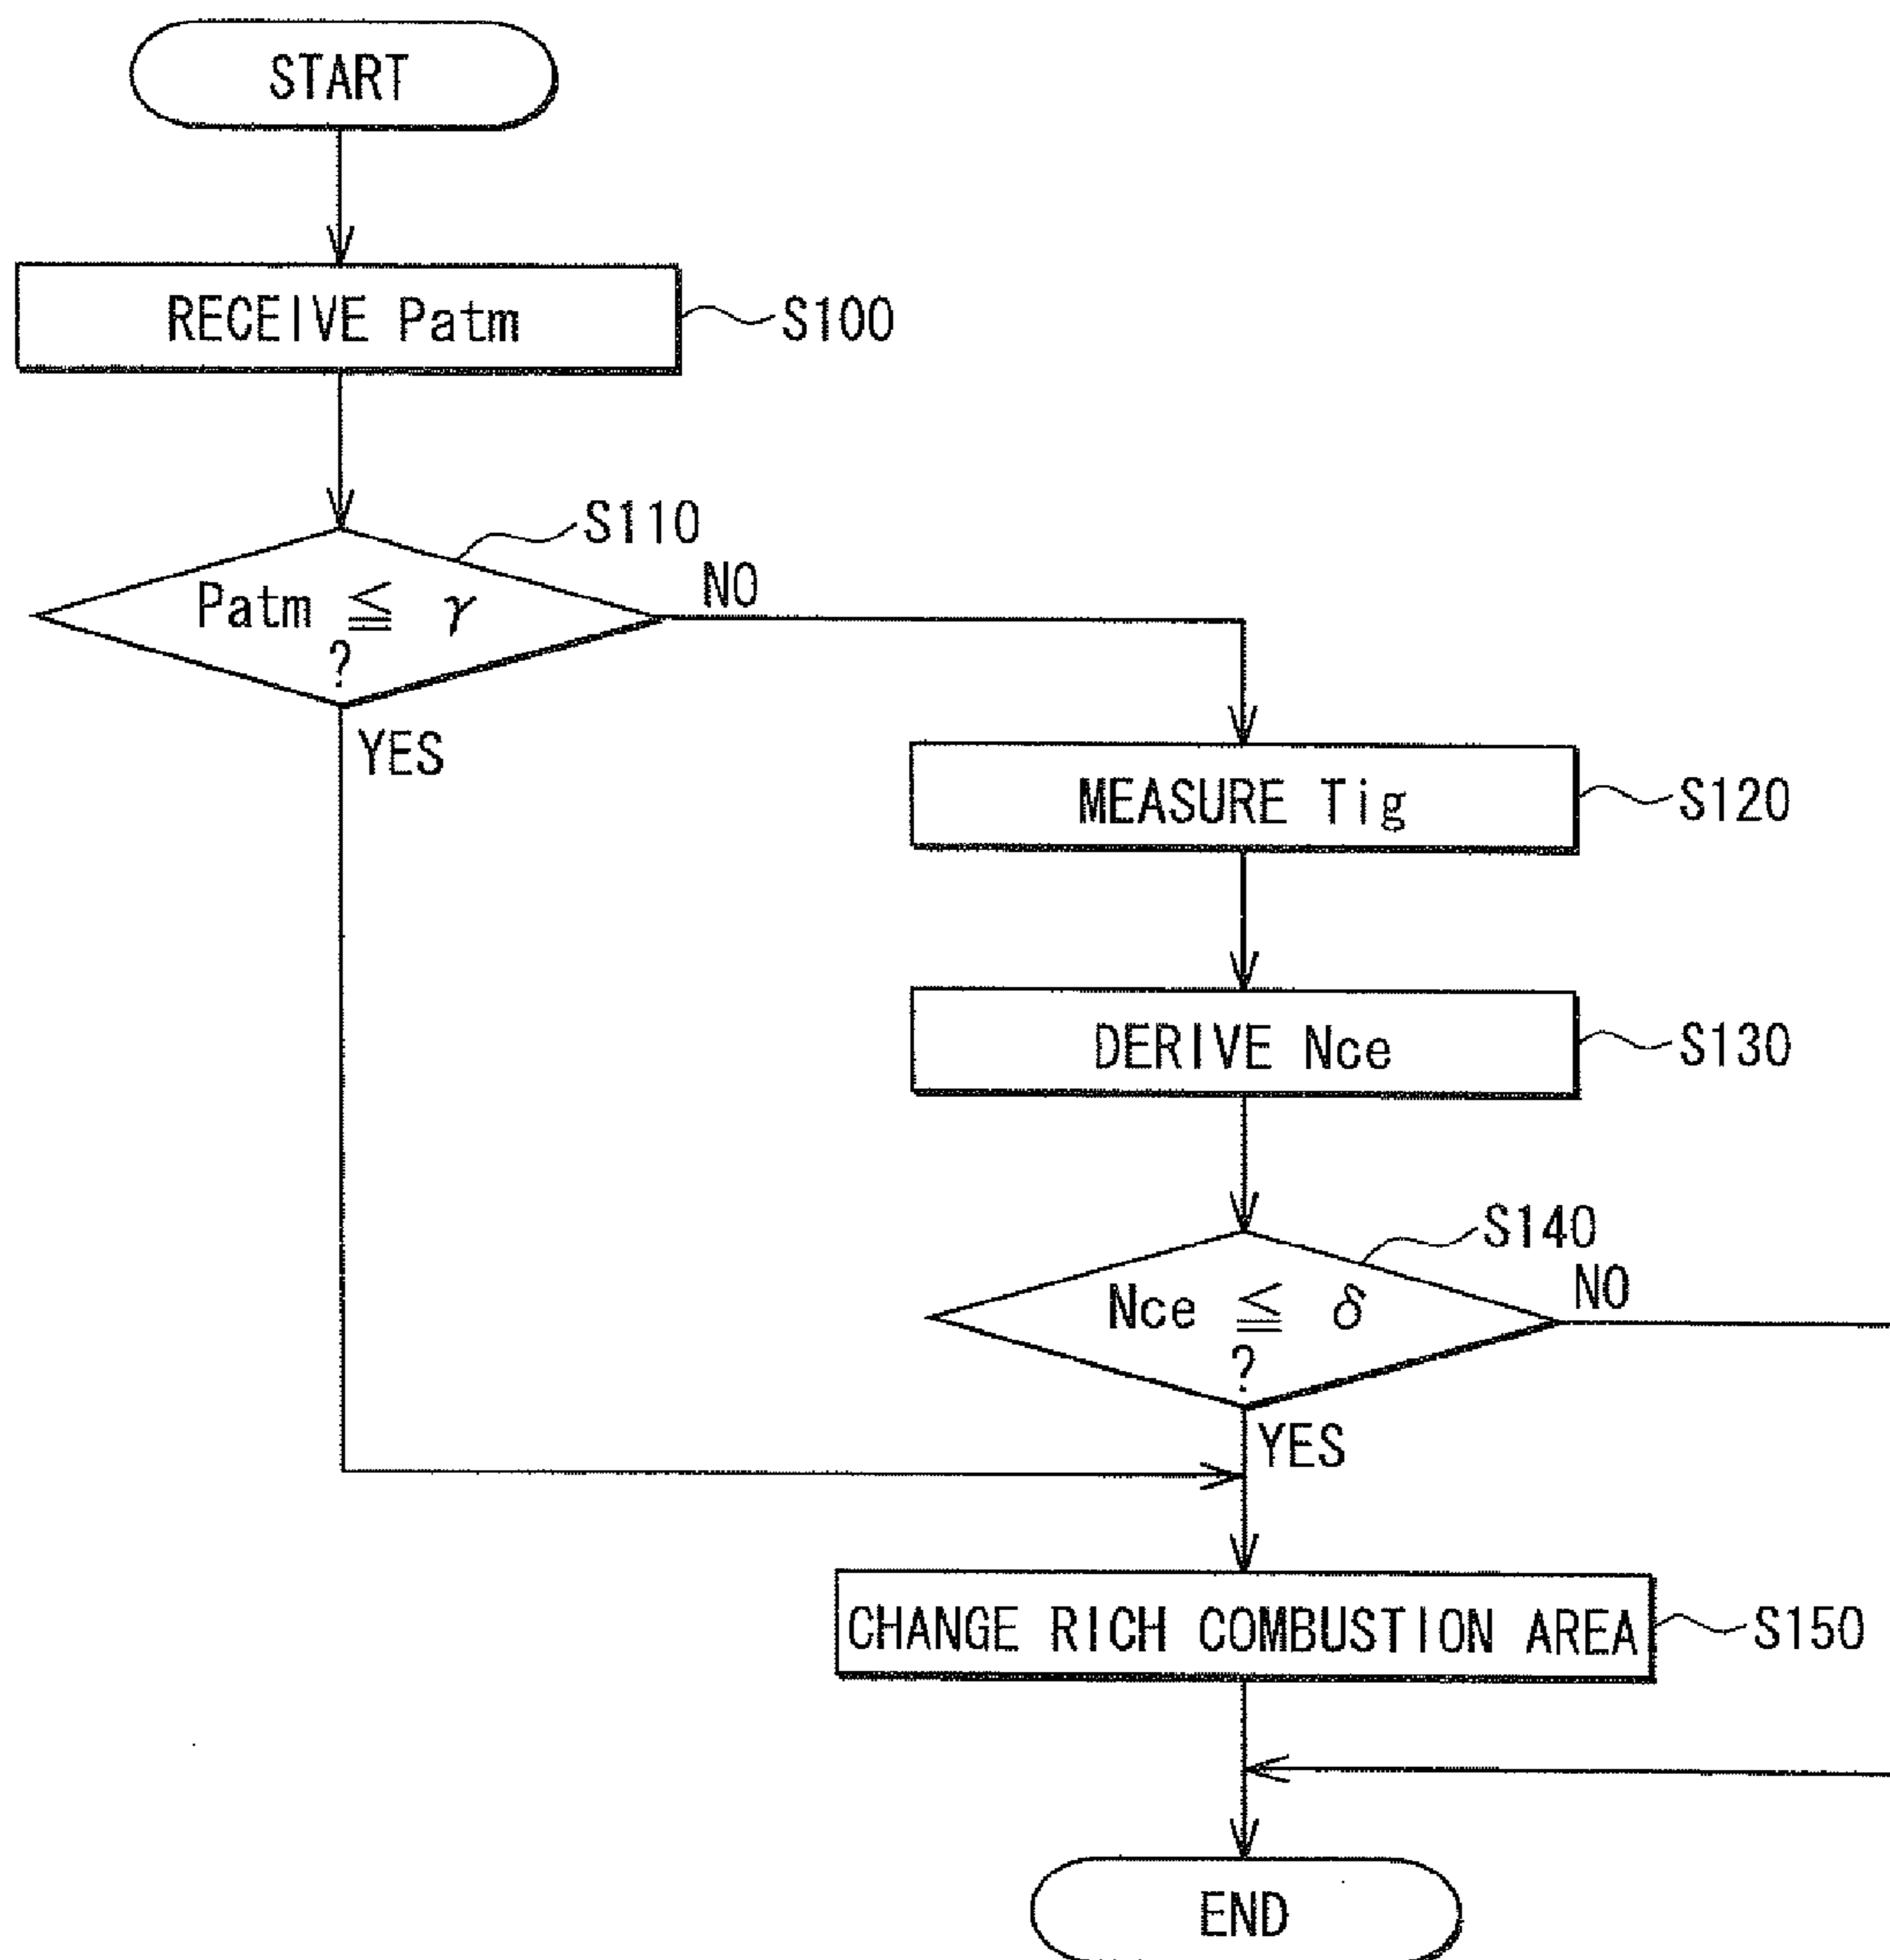 START
RECEIVE Patm
S100
S110
Patm ≦ γ
?
NO
YES
MEASURE Tig
S120
DERIVE Nce
S130
S140
Nce ≦ δ
?
NO
YES
CHANGE RICH COMBUSTION AREA
S150
END